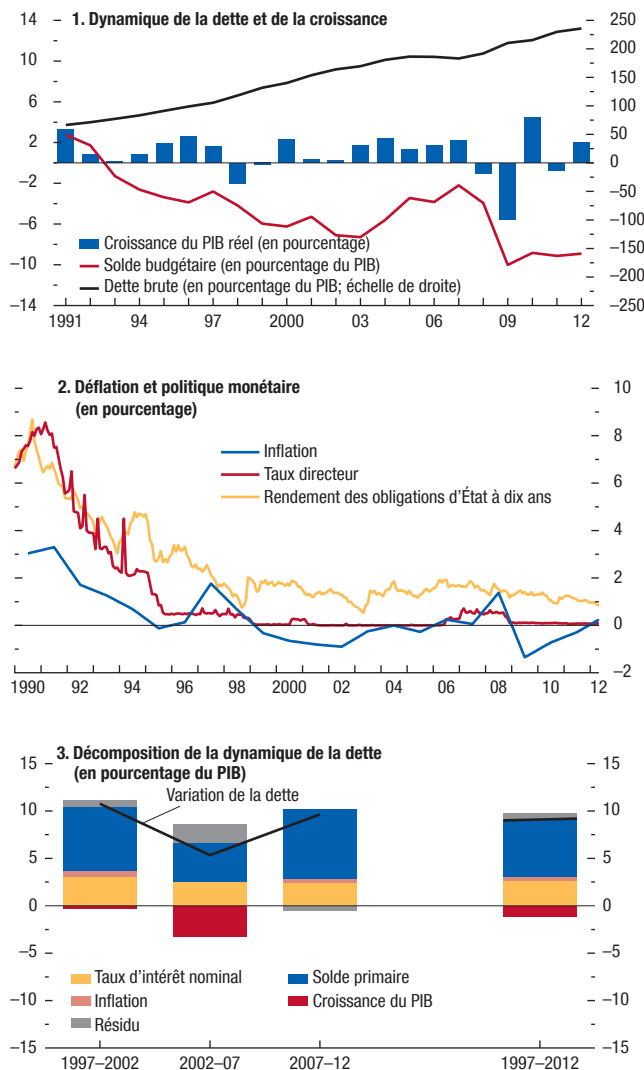 1. Dynamique de la dette et de la croissance
14
10
6
2
−2
−6
−10
−14
250
200
150
100
50
0
−50
−100
−150
−200
−250
Croissance du PIB réel (en pourcentage)
Solde budgétaire (en pourcentage du PIB)
Dette brute (en pourcentage du PIB; échelle de droite)
1991 94 97 2000 03 06 09 12
2. Déflation et politique monétaire
(en pourcentage)
10
8
6
4
2
0
−2
Inflation
Taux directeur
Rendement des obligations d'État à dix ans
1990 92 94 96 98 2000 02 04 06 08 10 12
3. Décomposition de la dynamique de la dette
(en pourcentage du PIB)
15
10
5
0
−5
−10
−15
15
10
5
0
−5
−10
−15
Variation de la dette
Taux d'intérêt nominal
Inflation
Résidu
Solde primaire
Croissance du PIB
1997–2002 2002–07 2007–12 1997–2012